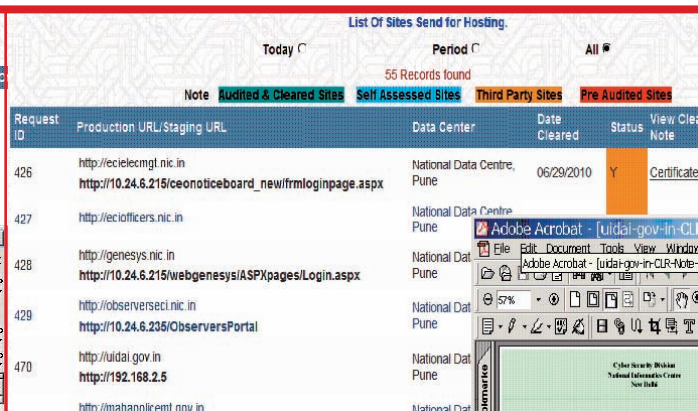 List Of Sites Send for Hosting.
Today Period All
55 Records found
Note Audited & Cleared Sites Self Assessed Sites Third Party Sites Pre Audited Sites
Request ID Production URL/Staging URL Data Center Date Cleared Status View Clea Note
426 http://ecielecmgt.nic.in National Data Centre, Pune 06/29/2010 Y Certificate
http://10.24.6.215/ceonoticeboard_new/frmloginpage.aspx
427 http://eciofficers.nic.in National Data Centre Pune
428 http://genesys.nic.in National Dat Pune
http://10.24.6.215/webgenesys/ASPXpages/Login.aspx
429 http://observerseci.nic.in National Dat Pune
http://10.24.6.235/ObserversPortal
470 http://uidai.gov.in National Dat Pune
http://192.168.2.5
http://mahapolicemt.gov.in National Dat
Adobe Acrobat - [uidai-gov-in-CLR
File Edit Document Tools View Window
Adobe Acrobat - [uidai-gov-in-CLR-Note-
57%
Cyber Security Division
National Informatics Centre
New Delhi